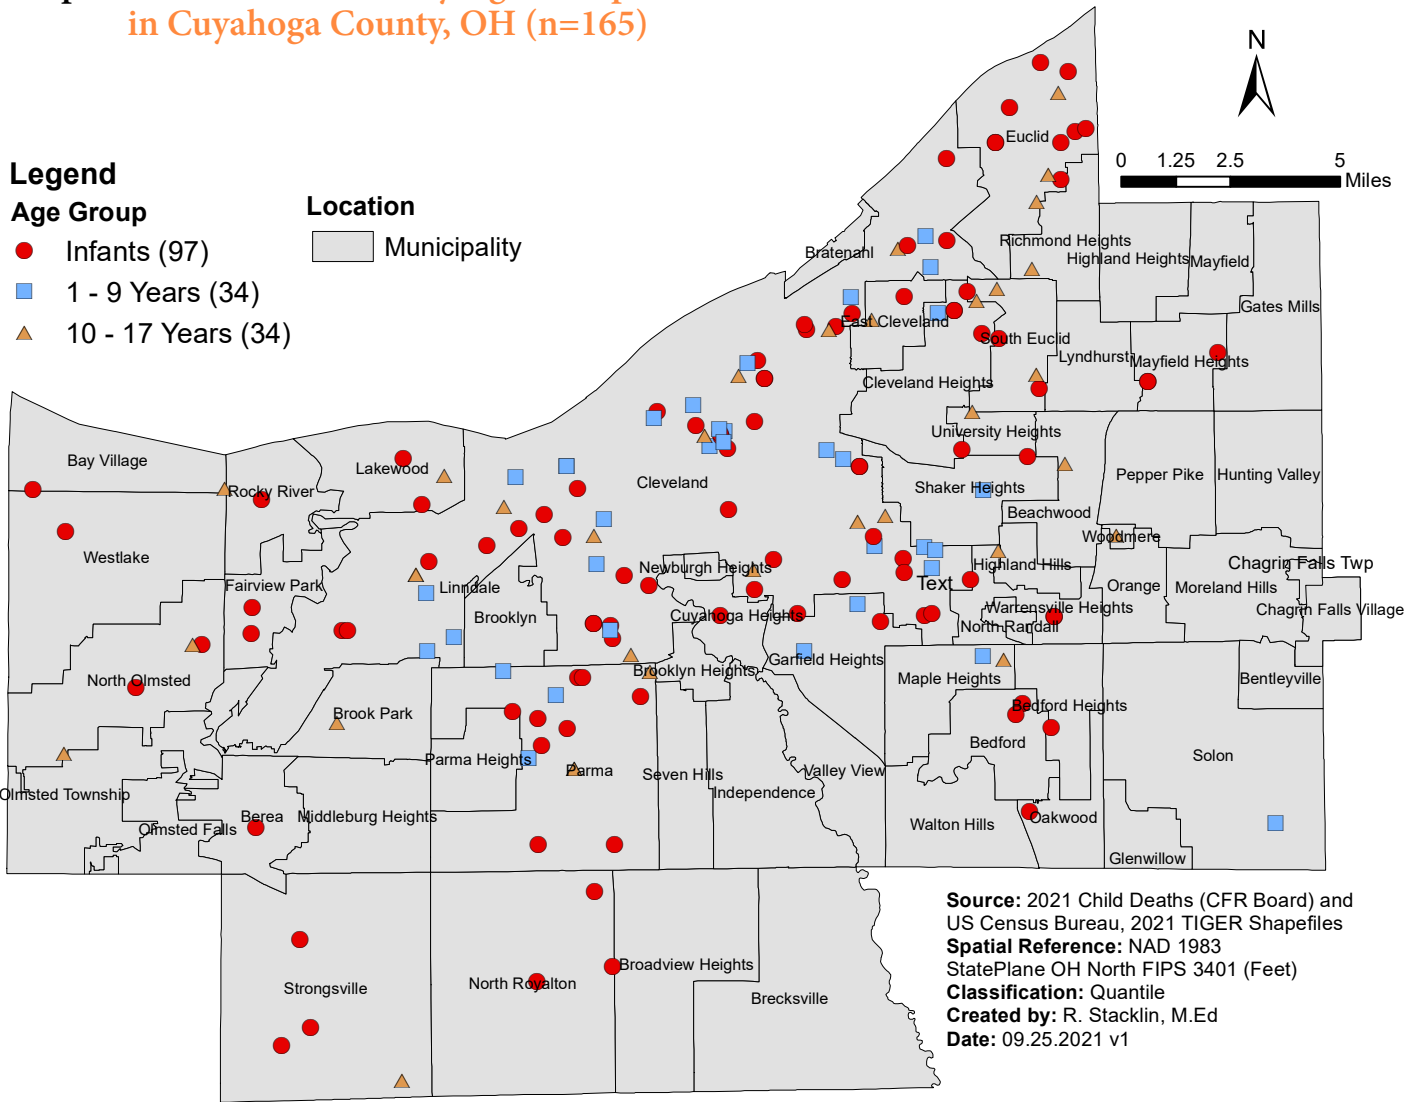 in Cuyahoga County, OH (n=165)
N
0 1.25 2.5 5
Miles
Legend
Age Group
Infants (97)
1 - 9 Years (34)
10 - 17 Years (34)
Location
Municipality
Euclid
Bratenahl
Richmond Heights
Highland Heights
Mayfield
Gates Mills
East Cleveland
South Euclid
Lyndhurst
Mayfield Heights
Cleveland Heights
University Heights
Bay Village
Lakewood
Rocky River
Cleveland
Shaker Heights
Pepper Pike
Hunting Valley
Beachwood
Woodmere
Westlake
Fairview Park
Linndale
Newburgh Heights
Highland Hills
Chagrin Falls Twp
Text
Orange
Moreland Hills
Brooklyn
Cuyahoga Heights
Warrensville Heights
Chagrin Falls Village
North Randall
Garfield Heights
Brooklyn Heights
North Olmsted
Maple Heights
Bentleyville
Brook Park
Bedford Heights
Bedford
Parma Heights
Parma
Seven Hills
Valley View
Solon
Independence
Olmsted Township
Olmsted Falls
Berea
Middleburg Heights
Walton Hills
Oakwood
Glenwillow
Strongsville
North Royalton
Broadview Heights
Brecksville
Source: 2021 Child Deaths (CFR Board) and
US Census Bureau, 2021 TIGER Shapefiles
Spatial Reference: NAD 1983
StatePlane OH North FIPS 3401 (Feet)
Classification: Quantile
Created by: R. Stacklin, M.Ed
Date: 09.25.2021 v1